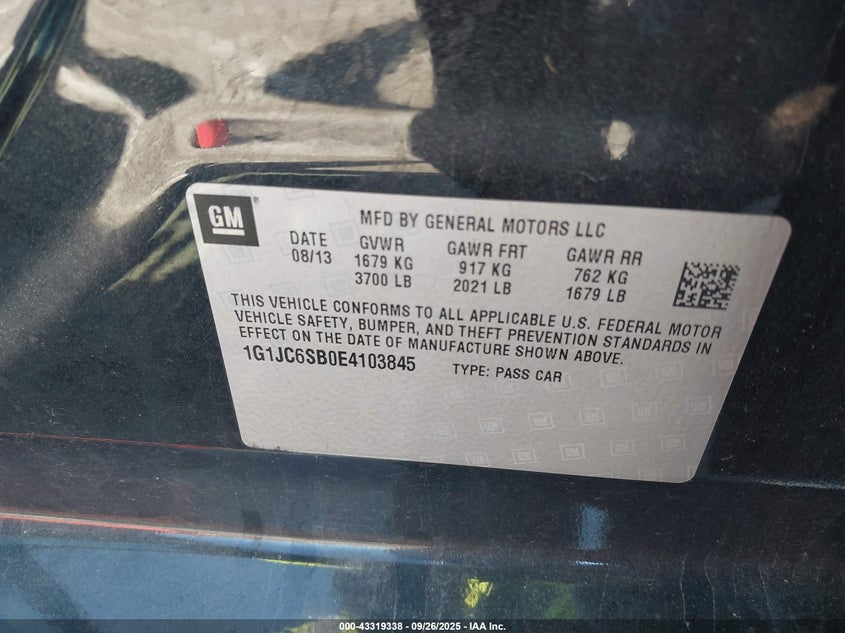 GM
MFD BY GENERAL MOTORS LLC
DATE GVWR GAWR FRT GAWR RR
08/13 1679 KG 917 KG 762 KG
3700 LB 2021 LB 1679 LB
THIS VEHICLE CONFORMS TO ALL APPLICABLE U.S. FEDERAL MOTOR
VEHICLE SAFETY, BUMPER, AND THEFT PREVENTION STANDARDS IN
EFFECT ON THE DATE OF MANUFACTURE SHOWN ABOVE.
1G1JC6SB0E4103845 TYPE: PASS CAR
000-43319338 - 09/26/2025 - IAA Inc.